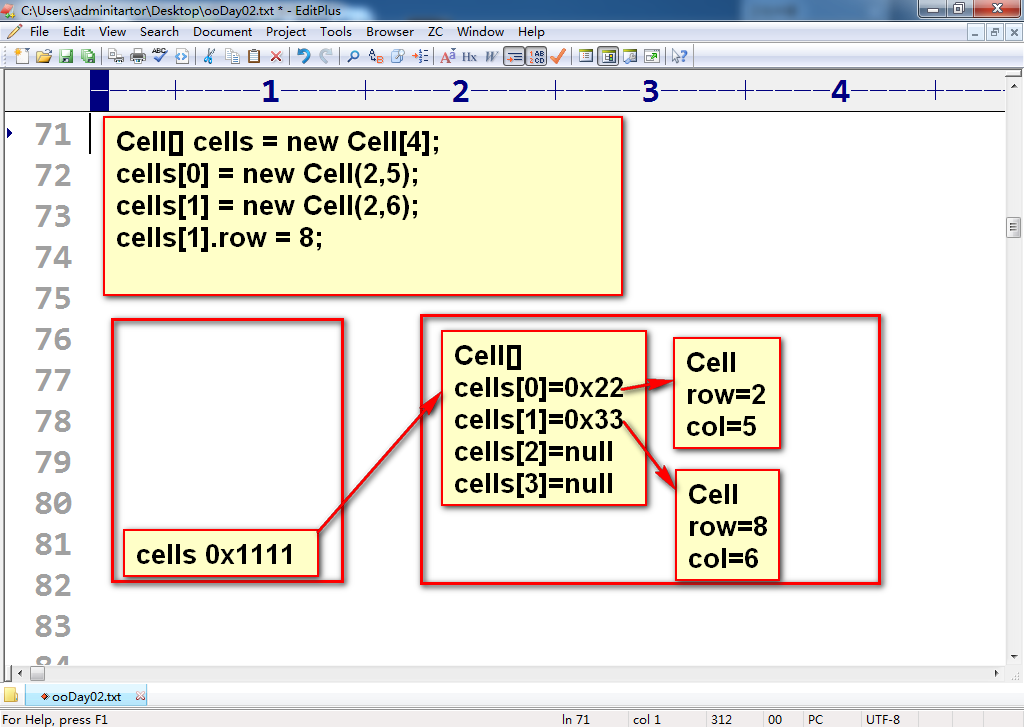 C:\Users\adminitartor\Desktop\ooDay02.txt * - EditPlus
File Edit View Search Document Project Tools Browser ZC Window Help
1 2 3 4
71
72
73
74
75
76
77
78
79
80
81
82
83
84
Cell[] cells = new Cell[4];
cells[0] = new Cell(2,5);
cells[1] = new Cell(2,6);
cells[1].row = 8;
cells 0x1111
Cell[]
cells[0]=0x22
cells[1]=0x33
cells[2]=null
cells[3]=null
Cell
row=2
col=5
Cell
row=8
col=6
ooDay02.txt
For Help, press F1 ln 71 col 1 312 00 PC UTF-8